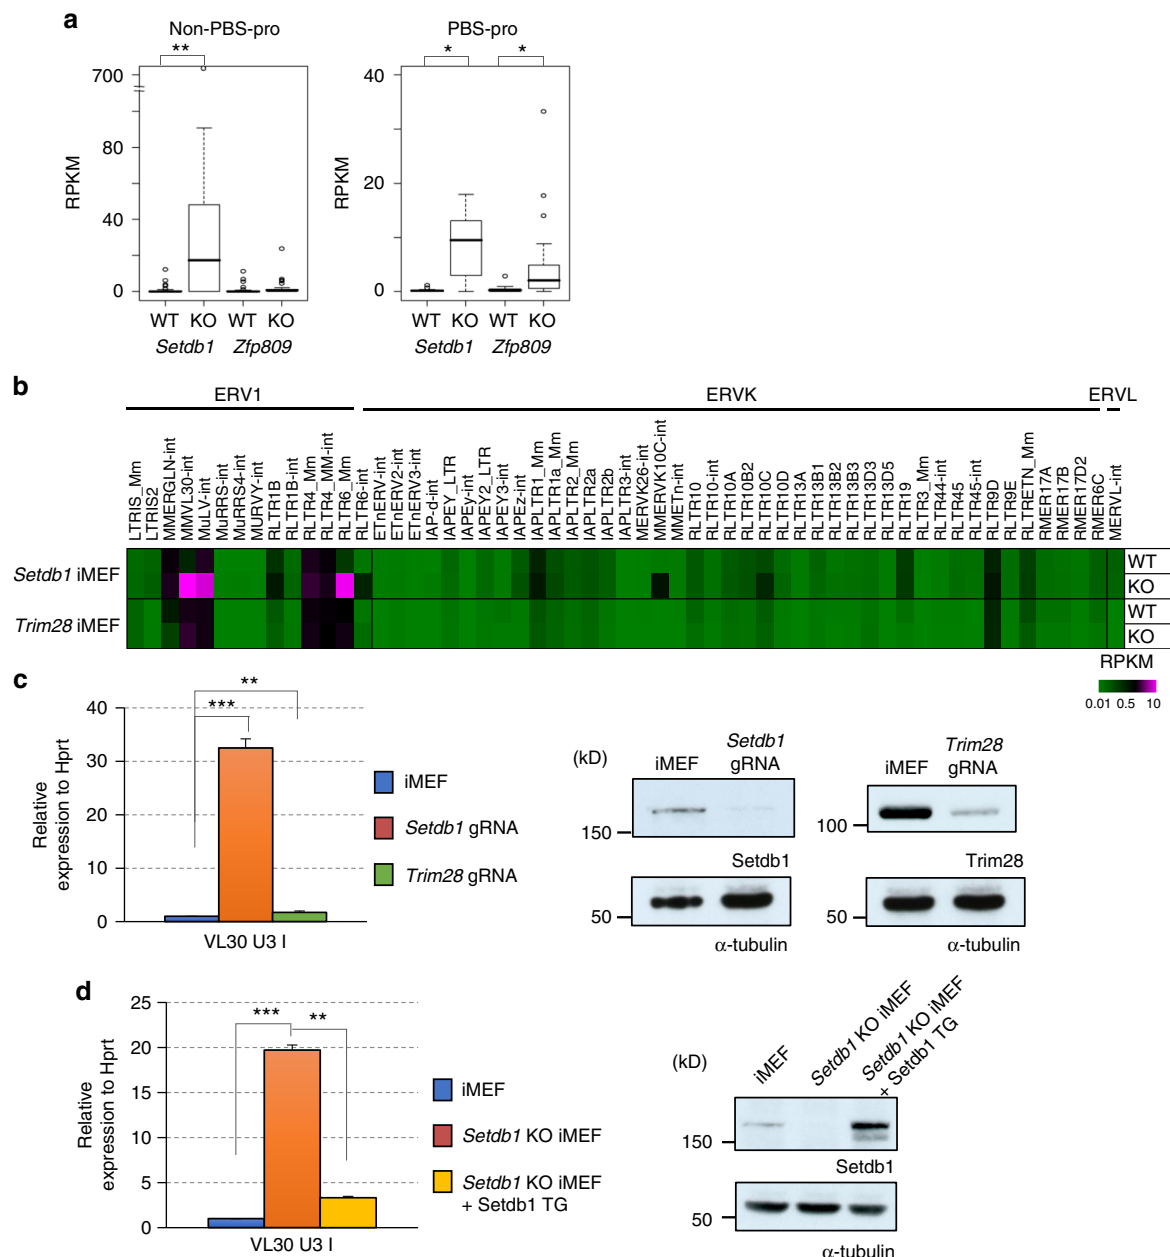 a
Non-PBS-pro
PBS-pro
**
*
*
RPKM
700
80
40
0
WT KO WT KO
Setdb1 Zfp809
RPKM
40
20
0
WT KO WT KO
Setdb1 Zfp809
b
ERV1
ERVK
ERVL
LTRIS_Mm
LTRIS2
MMERGLN-int
MMVL30-int
MuLV-int
MuRRS-int
MuRRS4-int
MURVY-int
RLTR1B
RLTR1B-int
RLTR4_Mm
RLTR4_MM-int
RLTR6_Mm
RLTR6-int
ETnERV-int
ETnERV2-int
ETnERV3-int
IAP-d-int
IAPEY_LTR
IAPEy-int
IAPEY2_LTR
IAPEY3-int
IAPEz-int
IAPLTR1_Mm
IAPLTR1a_Mm
IAPLTR2_Mm
IAPLTR2a
IAPLTR2b
IAPLTR3-int
MERVK26-int
MMERVK10C-int
MMETn-int
RLTR10
RLTR10-int
RLTR10A
RLTR10B2
RLTR10C
RLTR10D
RLTR13A
RLTR13B1
RLTR13B2
RLTR13B3
RLTR13D3
RLTR13D5
RLTR19
RLTR3_Mm
RLTR44-int
RLTR45
RLTR45-int
RLTR9D
RLTR9E
RLTRETN_Mm
RMER17A
RMER17B
RMER17D2
RMER6C
MERVL-int
Setdb1 iMEF
WT
KO
Trim28 iMEF
WT
KO
RPKM
0.01 0.5 10
c
**
***
Relative
expression to Hprt
40
30
20
10
0
VL30 U3 I
iMEF
Setdb1 gRNA
Trim28 gRNA
(kD)
iMEF
Setdb1
gRNA
150
Setdb1
50
α-tubulin
iMEF
Trim28
gRNA
100
Trim28
50
α-tubulin
d
***
**
Relative
expression to Hprt
25
20
15
10
5
0
VL30 U3 I
iMEF
Setdb1 KO iMEF
Setdb1 KO iMEF
+ Setdb1 TG
(kD)
iMEF
Setdb1 KO iMEF
Setdb1 KO iMEF
+ Setdb1 TG
150
Setdb1
50
α-tubulin